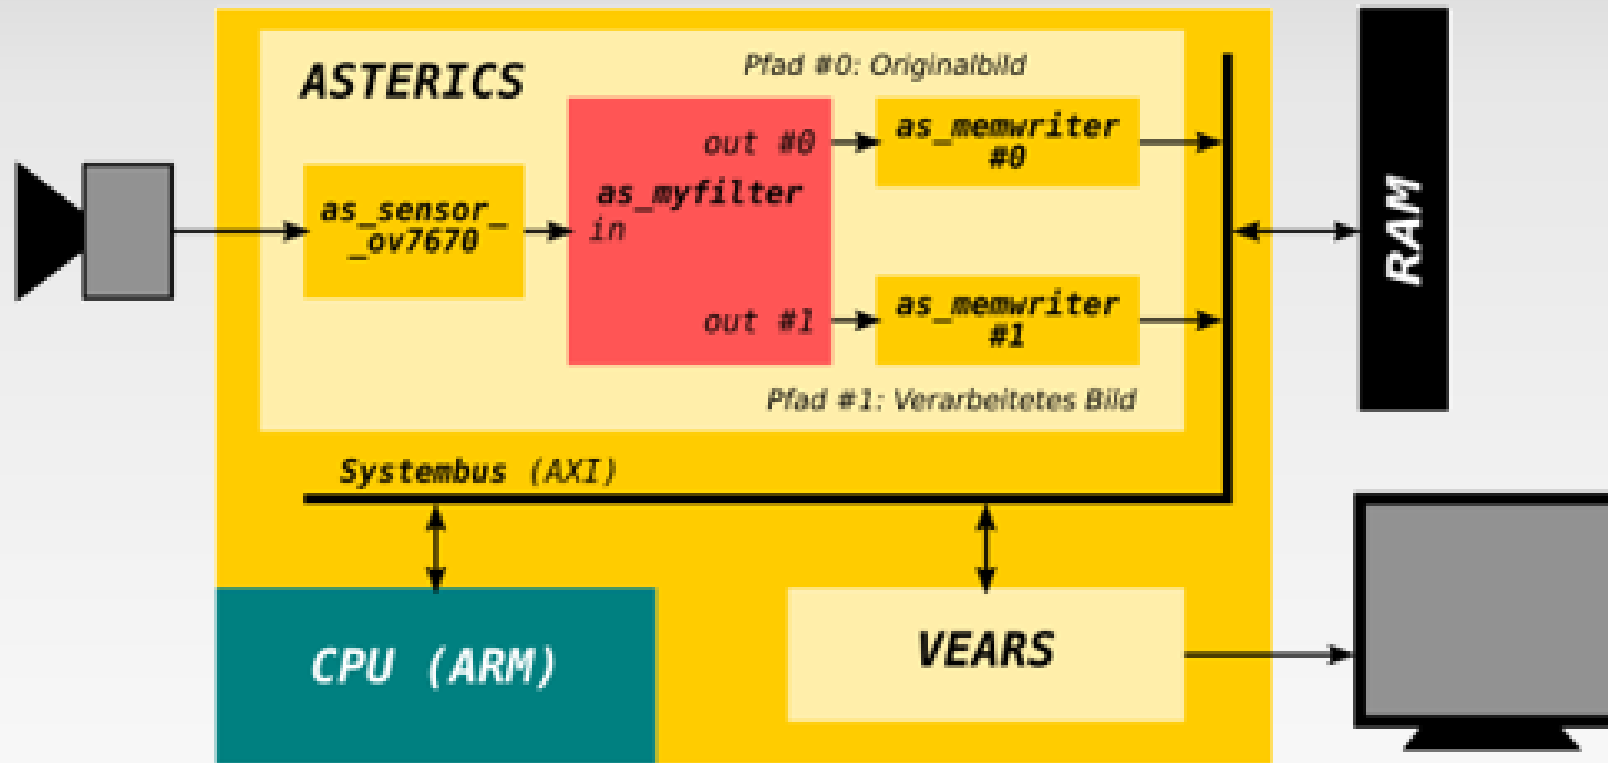 ASTERICS
Pfad #0: Originalbild
out #0
as_memwriter
#0
as_sensor_
_ov7670
as_myfilter
in
out #1
as_memwriter
#1
Pfad #1: Verarbeitetes Bild
RAM
Systembus (AXI)
CPU (ARM)
VEARS